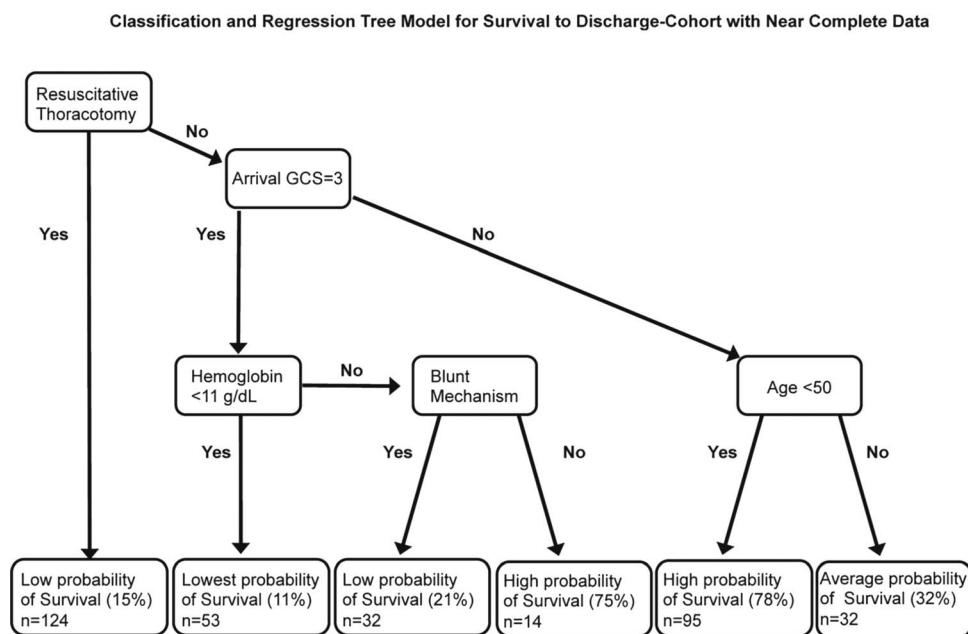 Classification and Regression Tree Model for Survival to Discharge-Cohort with Near Complete Data
Resuscitative
Thoracotomy
No
Arrival GCS=3
Yes
Yes
No
Hemoglobin
<11 g/dL
No
Blunt
Mechanism
Age <50
Yes
Yes
No
Yes
No
Low probability
of Survival (15%)
n=124
Lowest probability
of Survival (11%)
n=53
Low probability
of Survival (21%)
n=32
High probability
of Survival (75%)
n=14
High probability
of Survival (78%)
n=95
Average probability
of Survival (32%)
n=32